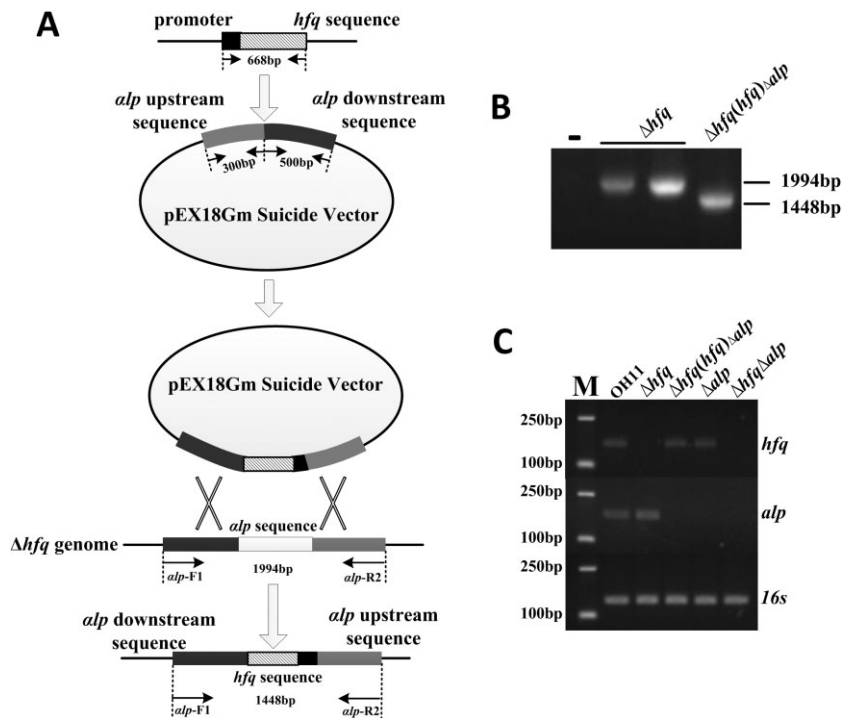 A
promoter
hfq sequence
668bp
αlp upstream
sequence
αlp downstream
sequence
300bp
500bp
pEX18Gm Suicide Vector
pEX18Gm Suicide Vector
αlp sequence
Δhfq genome
1994bp
αlp-F1
αlp-R2
αlp downstream
sequence
αlp upstream
sequence
hfq sequence
1448bp
αlp-F1
αlp-R2
B
-
Δhfq
Δhfq(hfq)Δalp
1994bp
1448bp
C
M
OH11
Δhfq
Δhfq(hfq)Δalp
Δalp
ΔhfqΔalp
250bp
100bp
hfq
250bp
100bp
alp
250bp
100bp
16s